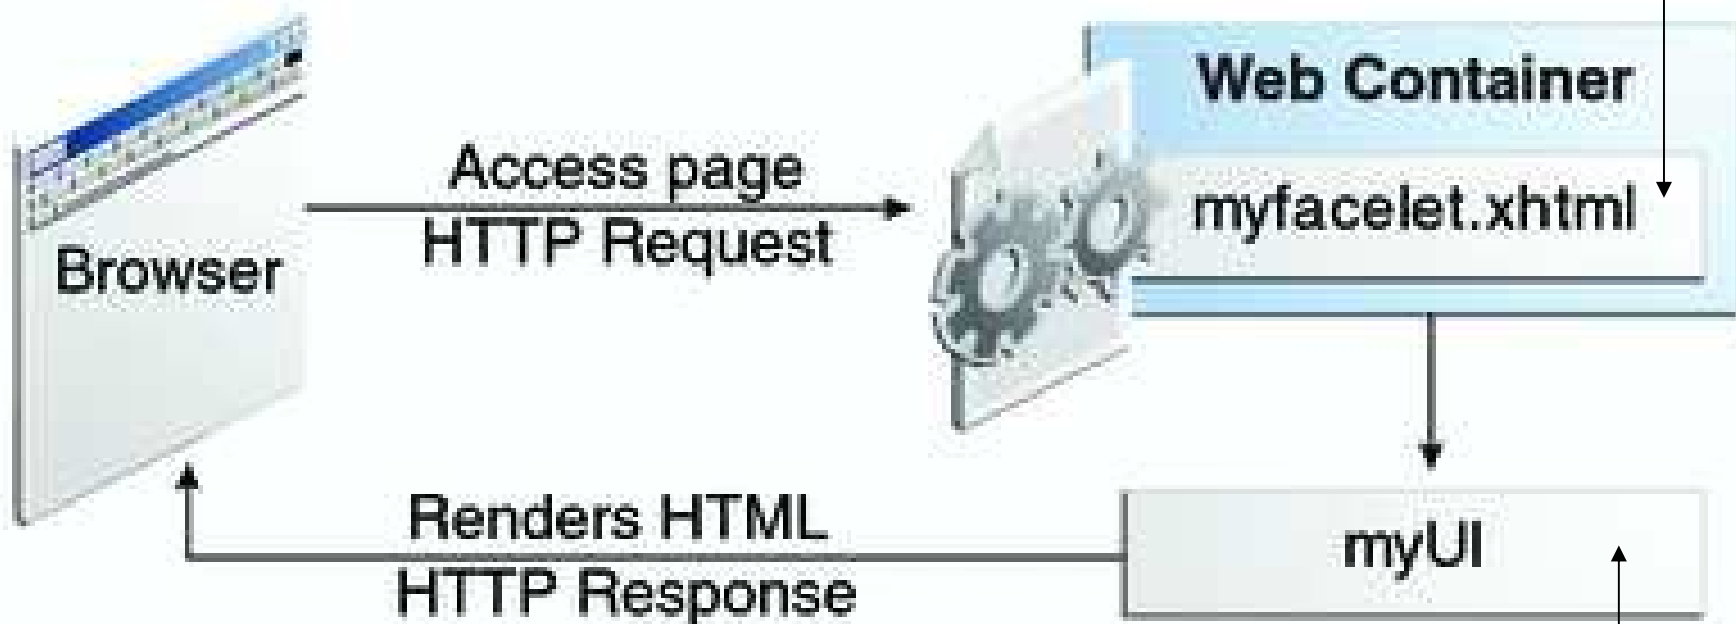 Browser
Access page
HTTP Request
Web Container
myfacelet.xhtml
Renders HTML
HTTP Response
myUI